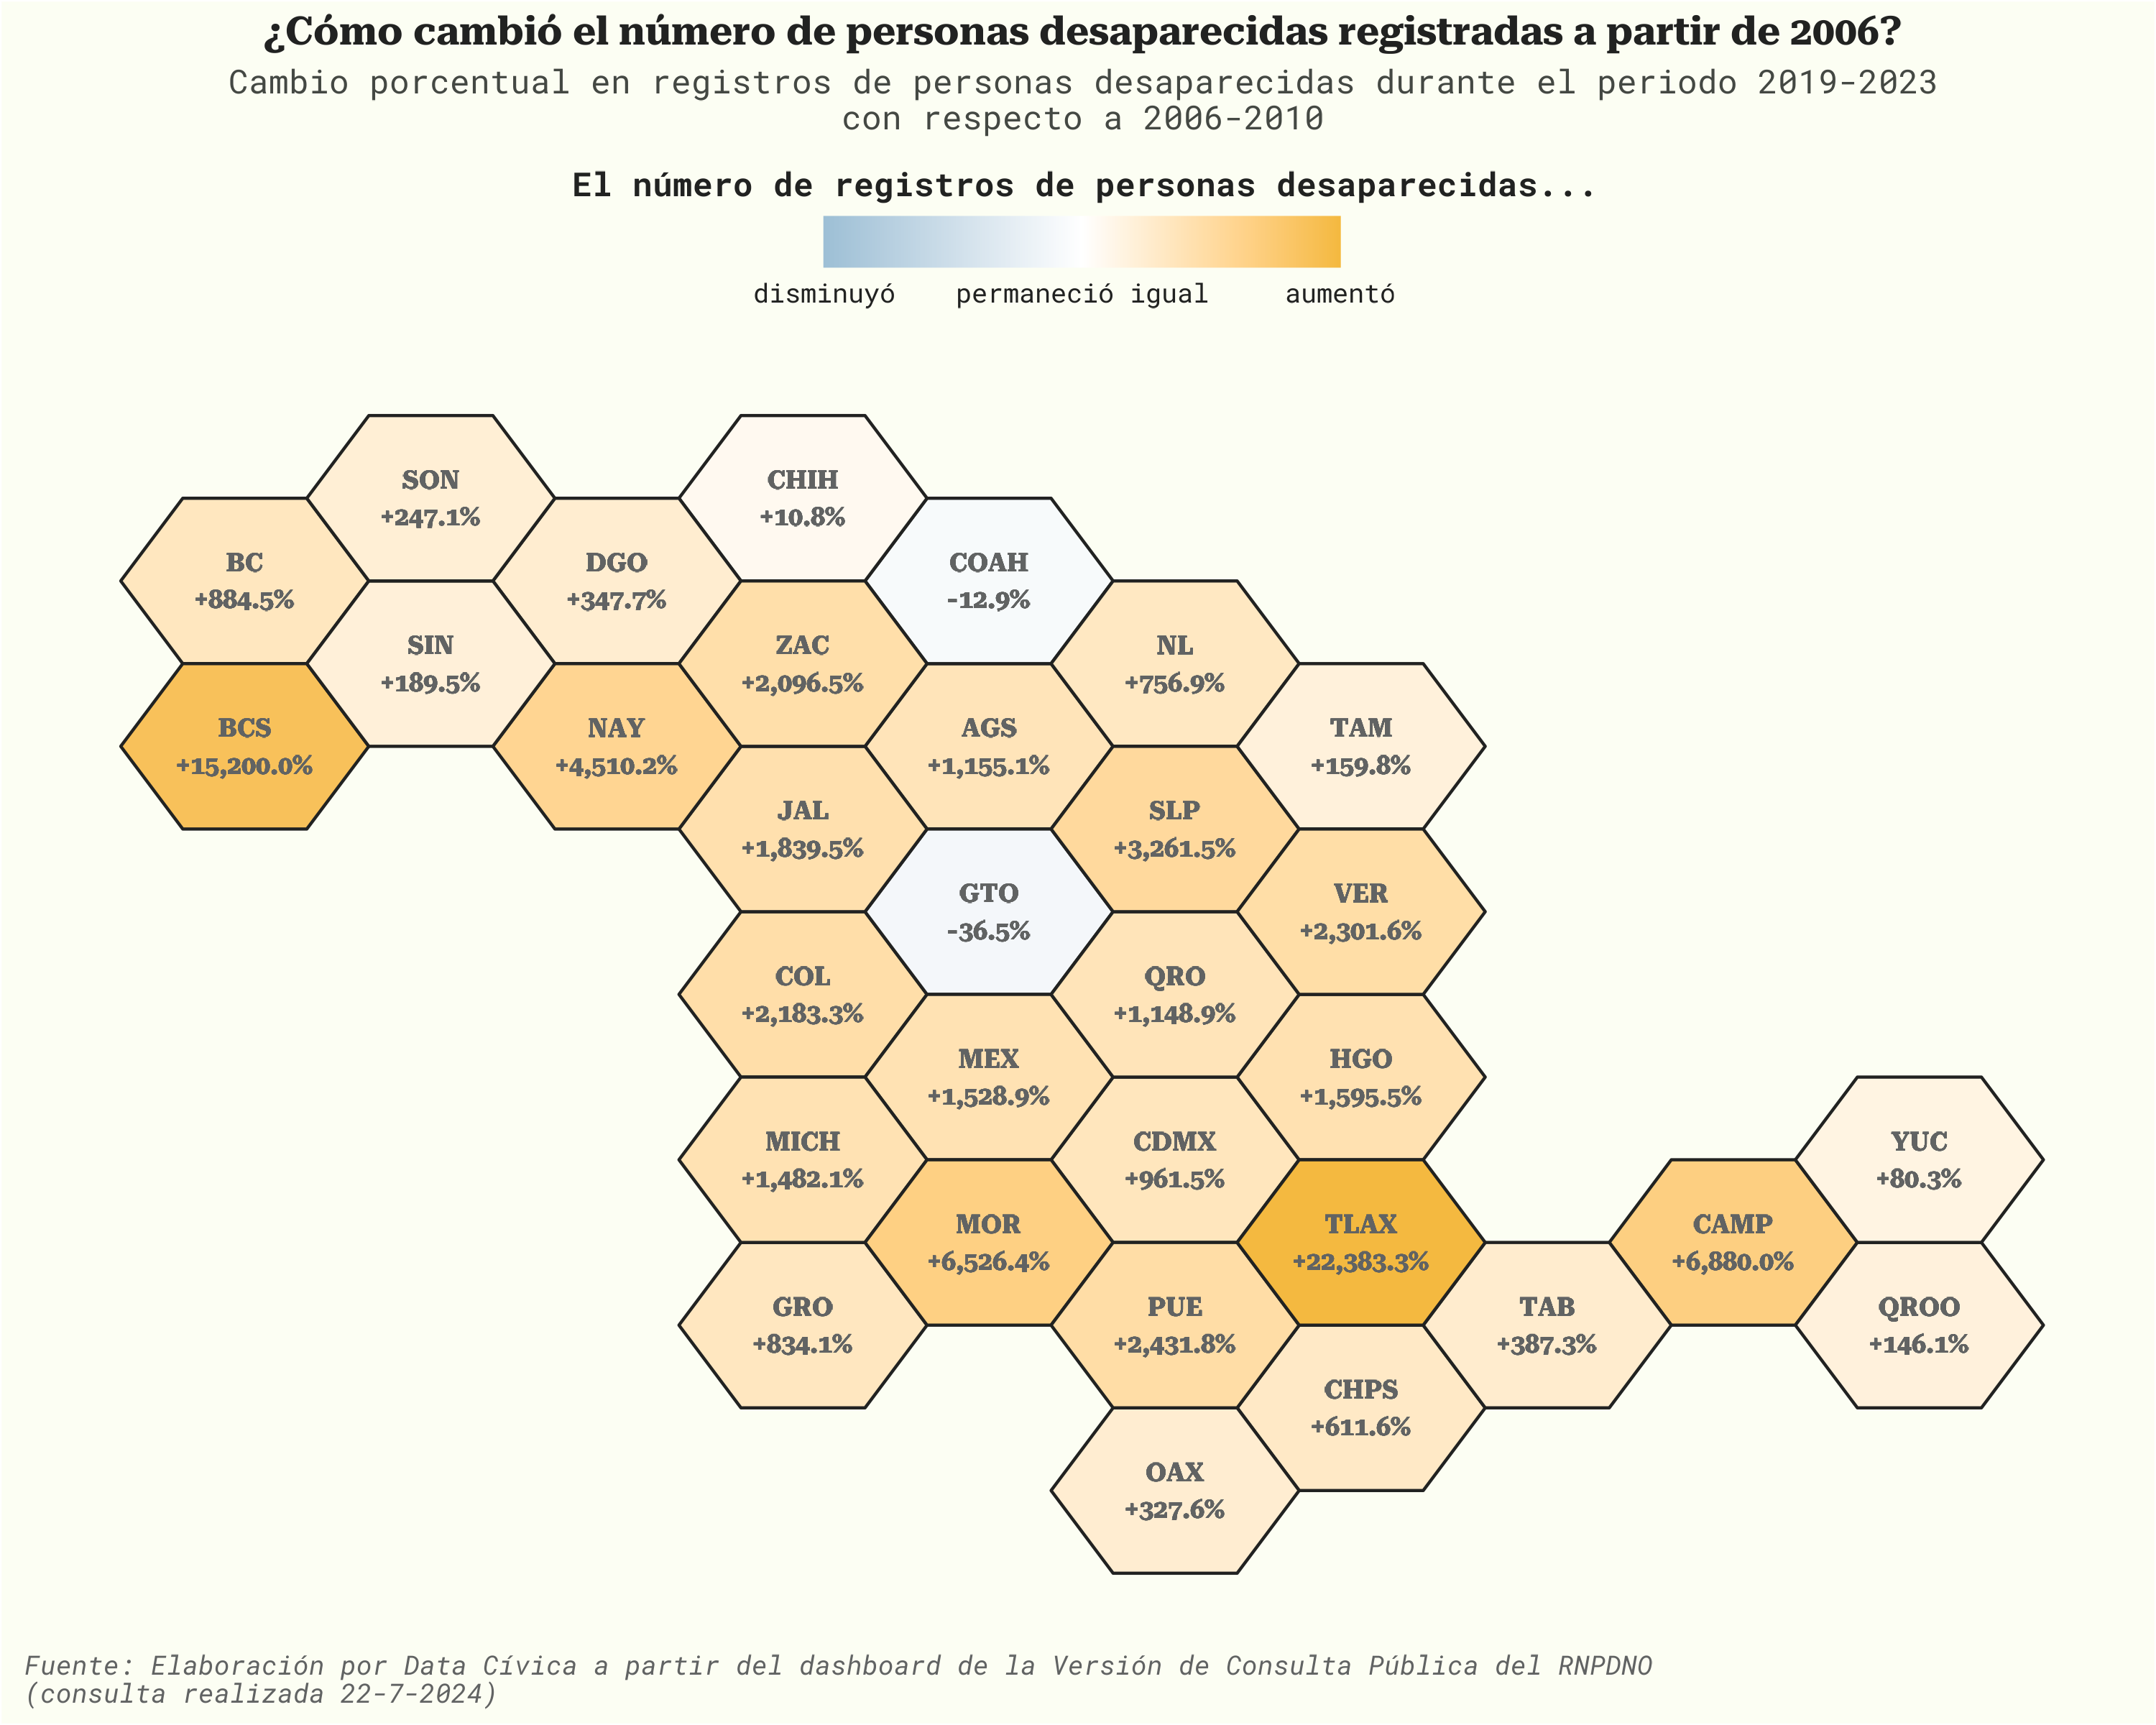 ¿Cómo cambió el número de personas desaparecidas registradas a partir de 2006?
Cambio porcentual en registros de personas desaparecidas durante el periodo 2019-2023
con respecto a 2006-2010
El número de registros de personas desaparecidas...
disminuyó permaneció igual aumentó
SON
+247.1%
CHIH
+10.8%
BC
+884.5%
DGO
+347.7%
COAH
-12.9%
SIN
+189.5%
ZAC
+2,096.5%
NL
+756.9%
BCS
+15,200.0%
NAY
+4,510.2%
AGS
+1,155.1%
TAM
+159.8%
JAL
+1,839.5%
SLP
+3,261.5%
GTO
-36.5%
VER
+2,301.6%
COL
+2,183.3%
QRO
+1,148.9%
MEX
+1,528.9%
HGO
+1,595.5%
MICH
+1,482.1%
CDMX
+961.5%
YUC
+80.3%
MOR
+6,526.4%
TLAX
+22,383.3%
CAMP
+6,880.0%
GRO
+834.1%
PUE
+2,431.8%
TAB
+387.3%
QROO
+146.1%
CHPS
+611.6%
OAX
+327.6%
Fuente: Elaboración por Data Cívica a partir del dashboard de la Versión de Consulta Pública del RNPDNO
(consulta realizada 22-7-2024)